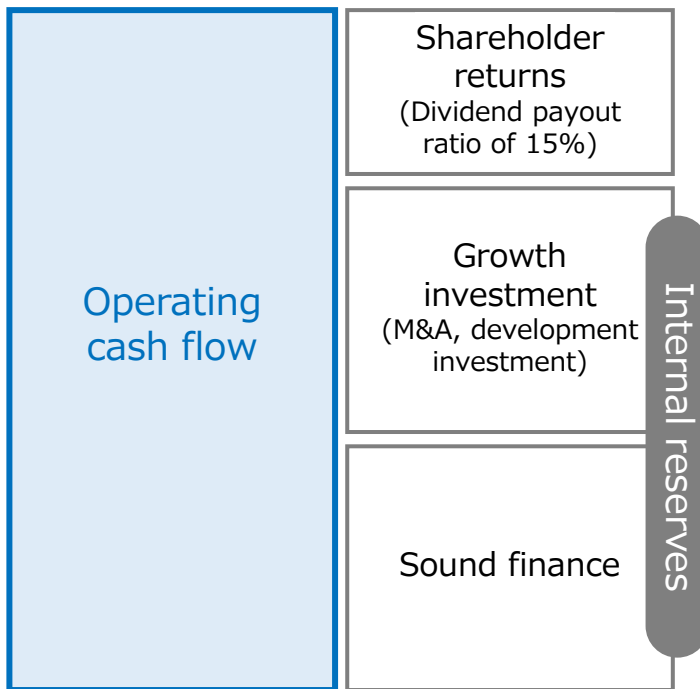 Operating
cash flow
Shareholder
returns
(Dividend payout
ratio of 15%)
Growth
investment
(M&A, development
investment)
Sound finance
Internal reserves